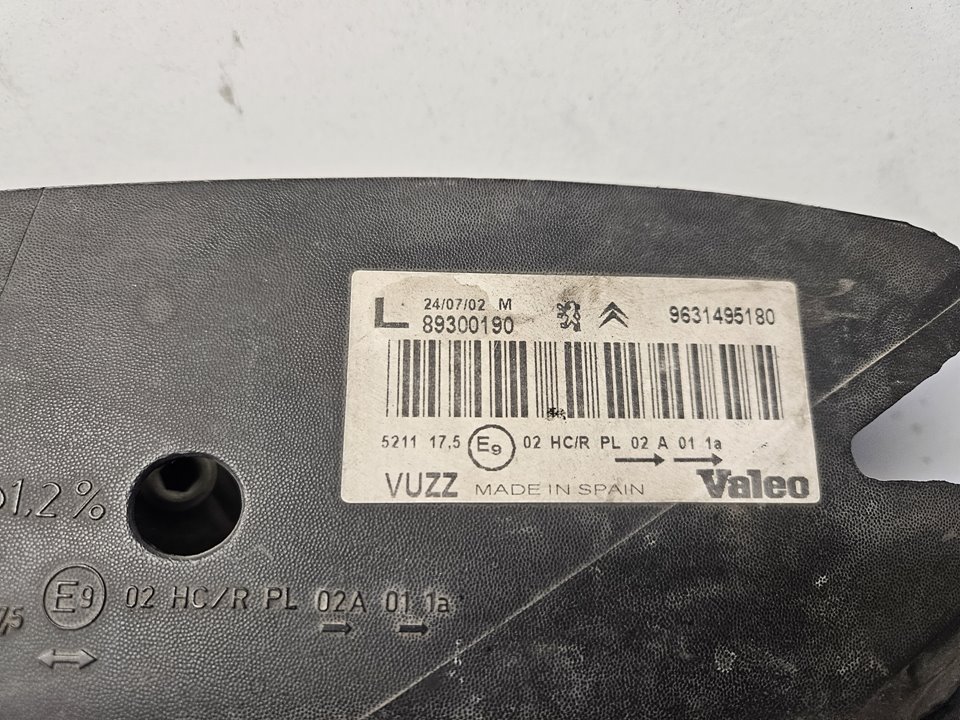 L 24/07/02 M
89300190 9631495180
5211 17,5 E9 02 HC/R PL 02 A 01 1a
VUZZ MADE IN SPAIN Valeo
1,2%
E9 02 HC/R PL 02A 01 1a